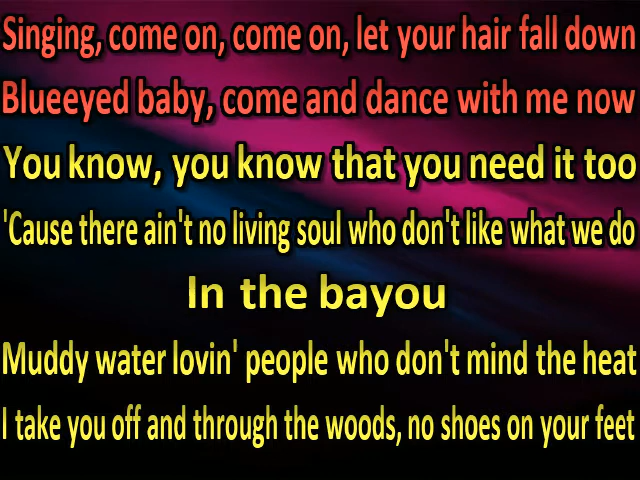 Singing, come on, come on, let your hair fall down
Blueeyed baby, come and dance with me now
You know, you know that you need it too
'Cause there ain't no living soul who don't like what we do
In the bayou
Muddy water lovin' people who don't mind the heat
I take you off and through the woods, no shoes on your feet